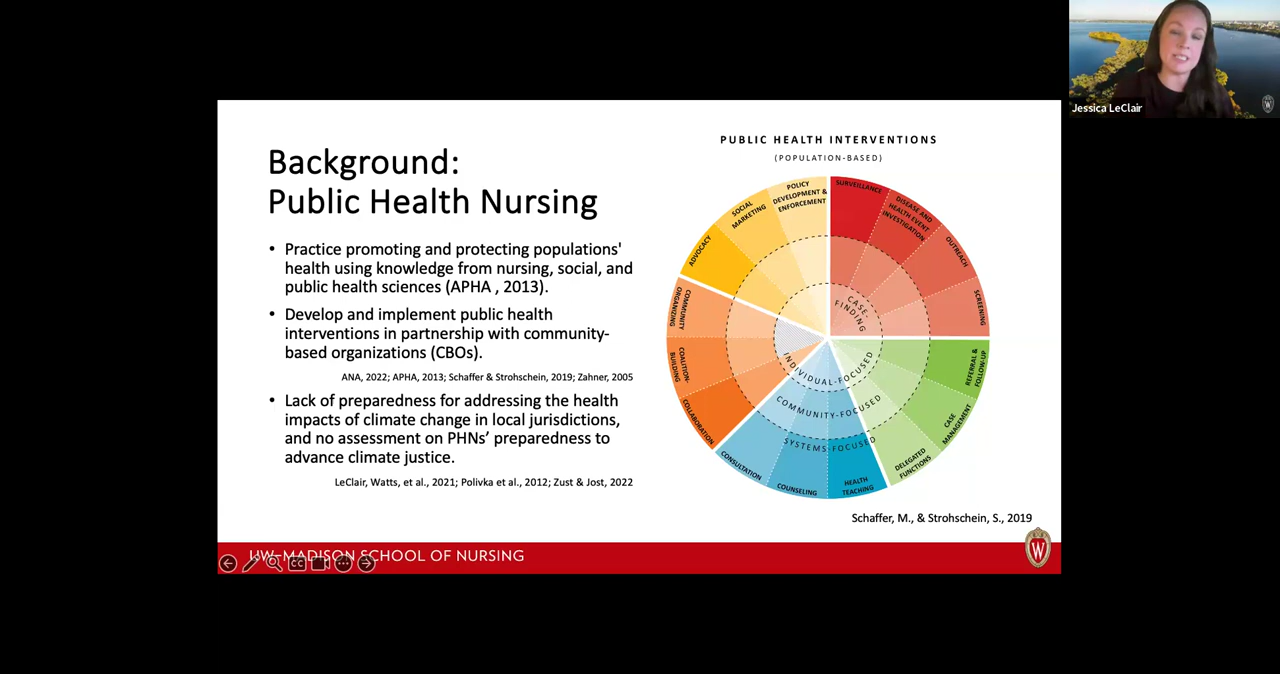 Jessica LeClair
Background:
Public Health Nursing
• Practice promoting and protecting populations'
health using knowledge from nursing, social, and
public health sciences (APHA , 2013).
• Develop and implement public health
interventions in partnership with community-
based organizations (CBOs).
ANA, 2022; APHA, 2013; Schaffer & Strohschein, 2019; Zahner, 2005
• Lack of preparedness for addressing the health
impacts of climate change in local jurisdictions,
and no assessment on PHNs' preparedness to
advance climate justice.
LeClair, Watts, et al., 2021; Polivka et al., 2012; Zust & Jost, 2022
PUBLIC HEALTH INTERVENTIONS
(POPULATION-BASED)
SURVEILLANCE
DISEASE AND
HEALTH EVENT
INVESTIGATION
OUTREACH
SCREENING
REFERRAL &
FOLLOW-UP
CASE
MANAGEMENT
DELEGATED
FUNCTIONS
HEALTH
TEACHING
COUNSELING
CONSULTATION
COLLABORATION
COALITION-
BUILDING
COMMUNITY
ORGANIZING
ADVOCACY
SOCIAL
MARKETING
POLICY
DEVELOPMENT &
ENFORCEMENT
CASE
FINDING
INDIVIDUAL-FOCUSED
COMMUNITY-FOCUSED
SYSTEMS FOCUSED
Schaffer, M., & Strohschein, S., 2019
UW–MADISON SCHOOL OF NURSING
W
CC